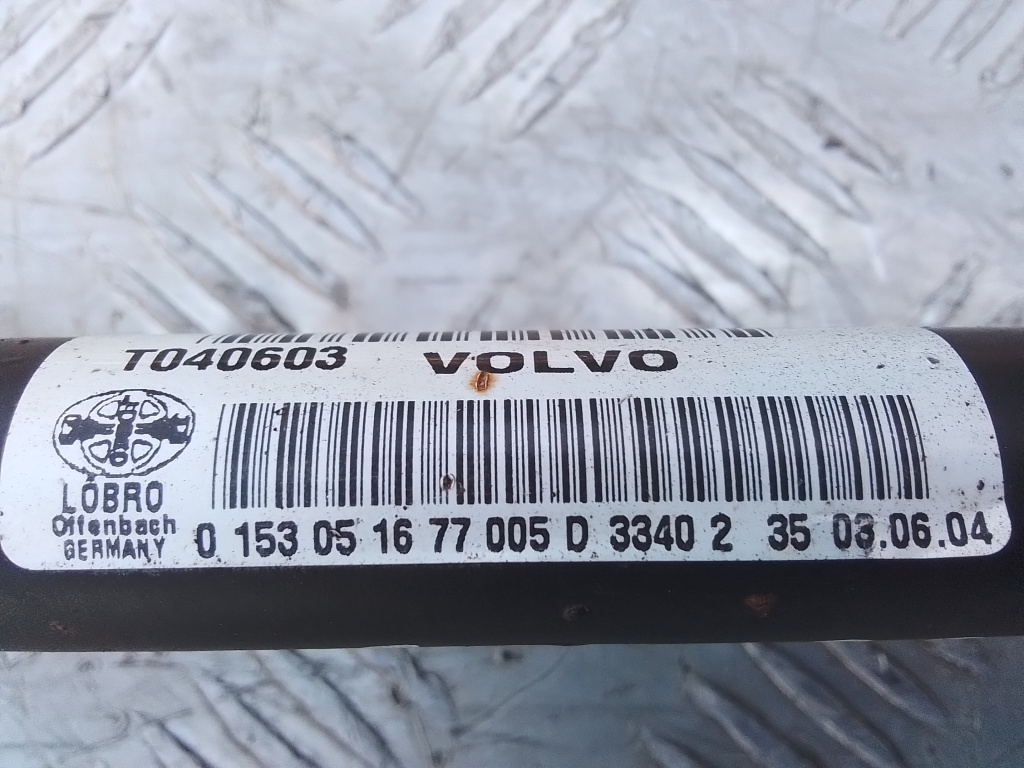 T040603 VOLVO
LÖBRO
Offenbach
GERMANY
0 153 05 16 77 005 D 3340 2 35 03.06.04